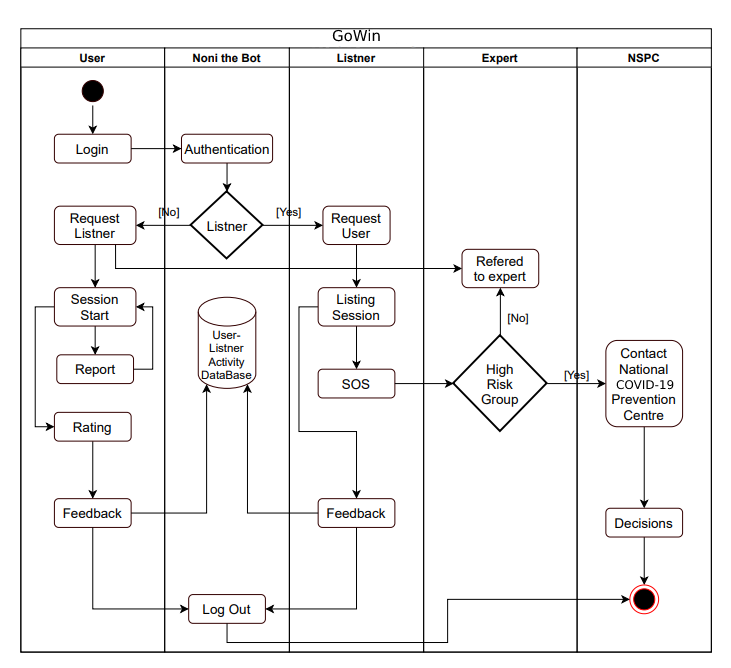 GoWin
User
Noni the Bot
Listner
Expert
NSPC
Login
Authentication
Listner
[No]
[Yes]
Request
Listner
Request
User
Refered
to expert
Session
Start
Listing
Session
User-
Listner
Activity
DataBase
[No]
Report
SOS
High
Risk
Group
[Yes]
Contact
National
COVID-19
Prevention
Centre
Rating
Feedback
Feedback
Decisions
Log Out